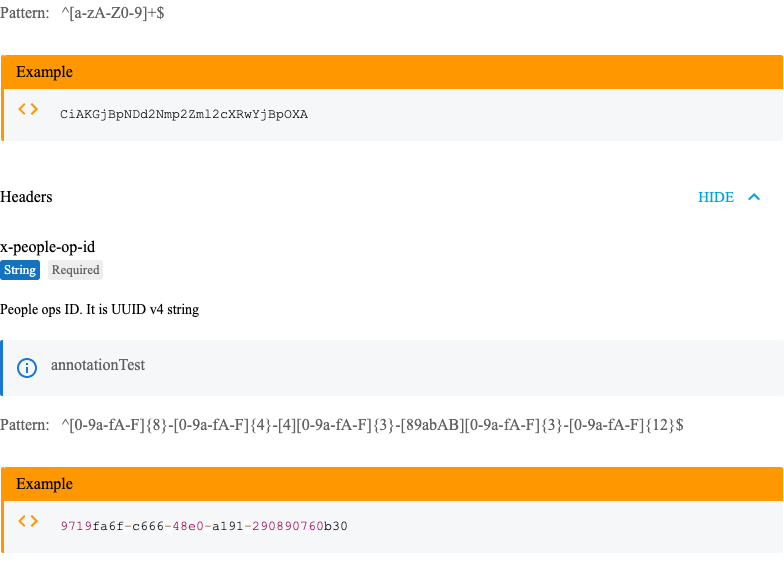 Pattern: ^[a-zA-Z0-9]+$
Example
CiAKGjBpNDd2Nmp2Zml2cXRwYjBpOXA
Headers
HIDE
x-people-op-id
String Required
People ops ID. It is UUID v4 string
annotationTest
Pattern: ^[0-9a-fA-F]{8}-[0-9a-fA-F]{4}-[4][0-9a-fA-F]{3}-[89abAB][0-9a-fA-F]{3}-[0-9a-fA-F]{12}$
Example
9719fa6f-c666-48e0-a191-290890760b30